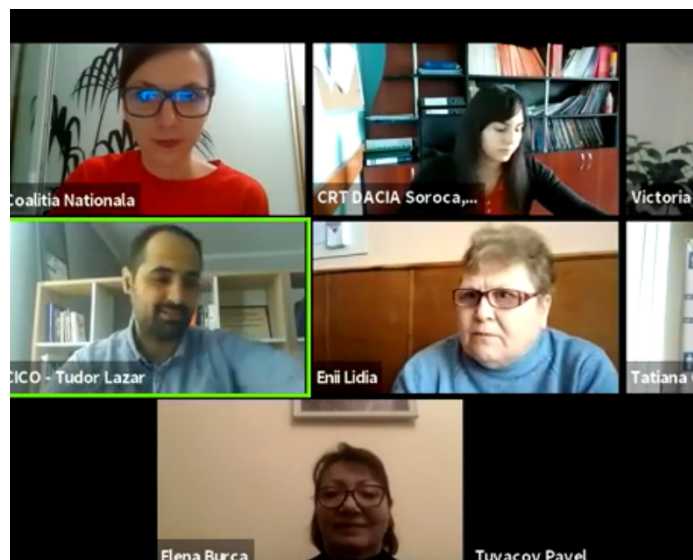 Coalitia Nationala
CRT DACIA Soroca,...
Victoria
CICO - Tudor Lazar
Enii Lidia
Tatiana
Elena Burca
Tuvacov Pavel